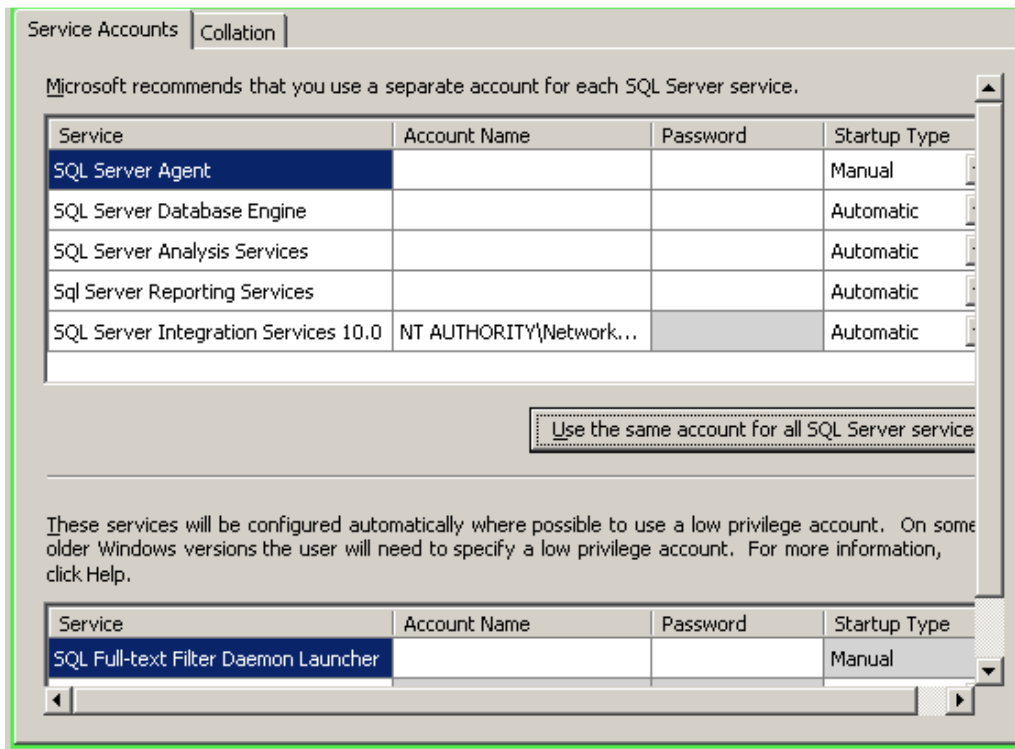 Service Accounts Collation
Microsoft recommends that you use a separate account for each SQL Server service.
Service Account Name Password Startup Type
SQL Server Agent Manual
SQL Server Database Engine Automatic
SQL Server Analysis Services Automatic
Sql Server Reporting Services Automatic
SQL Server Integration Services 10.0 NT AUTHORITY\Network... Automatic
Use the same account for all SQL Server service
These services will be configured automatically where possible to use a low privilege account. On some
older Windows versions the user will need to specify a low privilege account. For more information,
click Help.
Service Account Name Password Startup Type
SQL Full-text Filter Daemon Launcher Manual